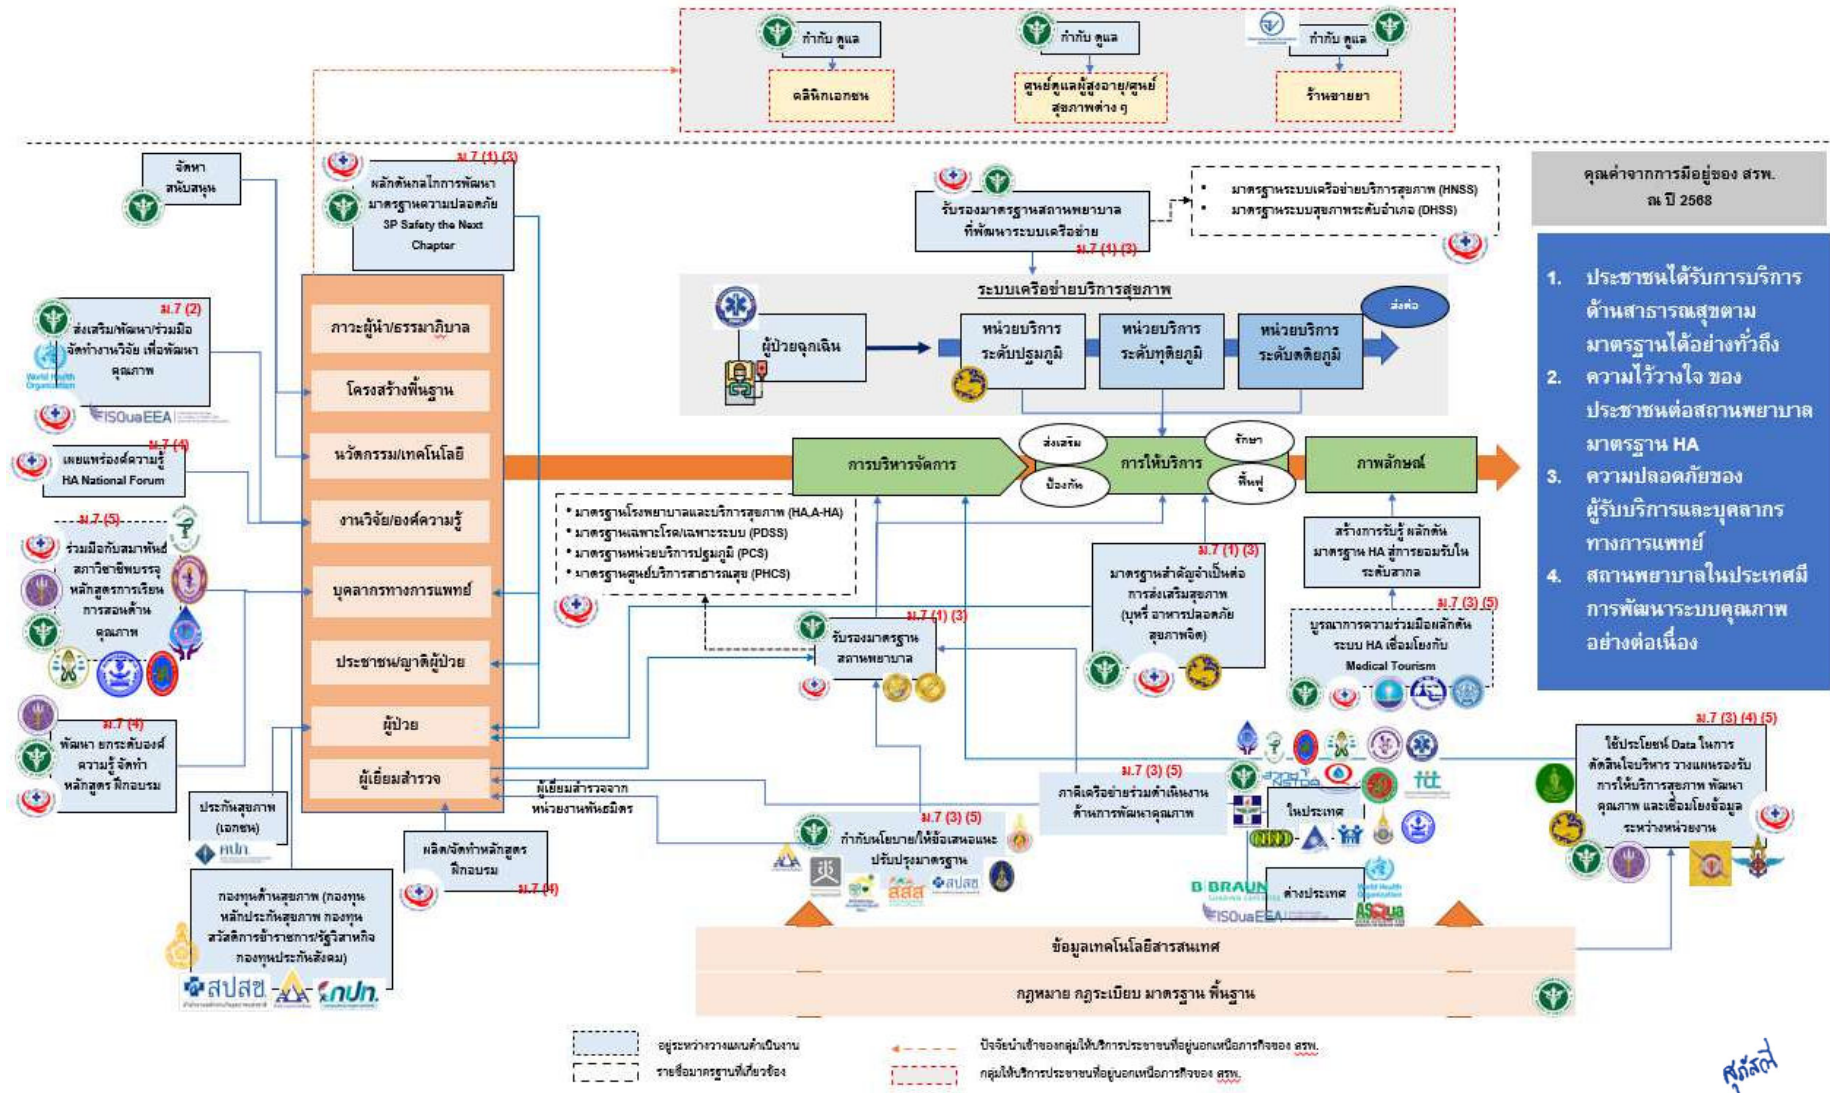 กำกับ ดูแล
กำกับ ดูแล
กำกับ ดูแล
คลินิกเอกชน
ศูนย์ดูแลผู้สูงอายุ/ศูนย์
สุขภาพต่าง ๆ
ร้านขายยา
จัดหา
สนับสนุน
ม.7 (1) (3)
ผลักดันกลไกการพัฒนา
มาตรฐานความปลอดภัย
3P Safety the Next
Chapter
รับรองมาตรฐานสถานพยาบาล
ที่พัฒนาระบบเครือข่าย
ม.7 (1) (3)
• มาตรฐานระบบเครือข่ายบริการสุขภาพ (HNSS)
• มาตรฐานระบบสุขภาพระดับอำเภอ (DHSS)
คุณค่าจากการมีอยู่ของ สรพ.
ณ ปี 2568
1. ประชาชนได้รับการบริการ
ด้านสาธารณสุขตาม
มาตรฐานได้อย่างทั่วถึง
2. ความไว้วางใจ ของ
ประชาชนต่อสถานพยาบาล
มาตรฐาน HA
3. ความปลอดภัยของ
ผู้รับบริการและบุคลากร
ทางการแพทย์
4. สถานพยาบาลในประเทศมี
การพัฒนาระบบคุณภาพ
อย่างต่อเนื่อง
ระบบเครือข่ายบริการสุขภาพ
ผู้ป่วยฉุกเฉิน
หน่วยบริการ
ระดับปฐมภูมิ
หน่วยบริการ
ระดับทุติยภูมิ
หน่วยบริการ
ระดับตติยภูมิ
ส่งต่อ
ม.7 (2)
ส่งเสริม/พัฒนา/ร่วมมือ
จัดทำงานวิจัย เพื่อพัฒนา
คุณภาพ
World Health
Organization
ISQuaEEA
ม.7 (4)
เผยแพร่องค์ความรู้
HA National Forum
ม.7 (5)
ร่วมมือกับสมาพันธ์
สภาวิชาชีพบรรจุ
หลักสูตรการเรียน
การสอนด้าน
คุณภาพ
ม.7 (4)
พัฒนา ยกระดับองค์
ความรู้ จัดทำ
หลักสูตร ฝึกอบรม
ภาวะผู้นำ/ธรรมาภิบาล
โครงสร้างพื้นฐาน
นวัตกรรม/เทคโนโลยี
งานวิจัย/องค์ความรู้
บุคลากรทางการแพทย์
ประชาชน/ญาติผู้ป่วย
ผู้ป่วย
ผู้เยี่ยมสำรวจ
การบริหารจัดการ
ส่งเสริม
ป้องกัน
การให้บริการ
รักษา
ฟื้นฟู
ภาพลักษณ์
• มาตรฐานโรงพยาบาลและบริการสุขภาพ (HA,A-HA)
• มาตรฐานเฉพาะโรค/เฉพาะระบบ (PDSS)
• มาตรฐานหน่วยบริการปฐมภูมิ (PCS)
• มาตรฐานศูนย์บริการสาธารณสุข (PHCS)
ม.7 (1) (3)
รับรองมาตรฐาน
สถานพยาบาล
ม.7 (1) (3)
มาตรฐานสำคัญจำเป็นต่อ
การส่งเสริมสุขภาพ
(บุหรี่ อาหารปลอดภัย
สุขภาพจิต)
สร้างการรับรู้ ผลักดัน
มาตรฐาน HA สู่การยอมรับใน
ระดับสากล
ม.7 (3) (5)
บูรณาการความร่วมมือผลักดัน
ระบบ HA เชื่อมโยงกับ
Medical Tourism
ประกันสุขภาพ
(เอกชน)
คปภ.
กองทุนด้านสุขภาพ (กองทุน
หลักประกันสุขภาพ กองทุน
สวัสดิการข้าราชการ/รัฐวิสาหกิจ
กองทุนประกันสังคม)
สปสช.
กปท.
ผลิต/จัดทำหลักสูตร
ฝึกอบรม
ม.7 (4)
ผู้เยี่ยมสำรวจจาก
หน่วยงานพันธมิตร
ม.7 (3) (5)
กำกับนโยบาย/ให้ข้อเสนอแนะ
ปรับปรุงมาตรฐาน
สสส
สปสช
ม.7 (3) (5)
ภาคีเครือข่ายร่วมดำเนินงาน
ด้านการพัฒนาคุณภาพ
ในประเทศ
ต่างประเทศ
B BRAUN
ISQuaEEA
World Health
Organization
ASQua
ม.7 (3) (4) (5)
ใช้ประโยชน์ Data ในการ
ตัดสินใจบริหาร วางแผนรองรับ
การให้บริการสุขภาพ พัฒนา
คุณภาพ และเชื่อมโยงข้อมูล
ระหว่างหน่วยงาน
ข้อมูลเทคโนโลยีสารสนเทศ
กฎหมาย กฎระเบียบ มาตรฐาน พื้นฐาน
อยู่ระหว่างวางแผนดำเนินงาน
รายชื่อมาตรฐานที่เกี่ยวข้อง
ปัจจัยนำเข้าของกลุ่มให้บริการประชาชนที่อยู่นอกเหนือภารกิจของ สรพ.
กลุ่มให้บริการประชาชนที่อยู่นอกเหนือภารกิจของ สรพ.